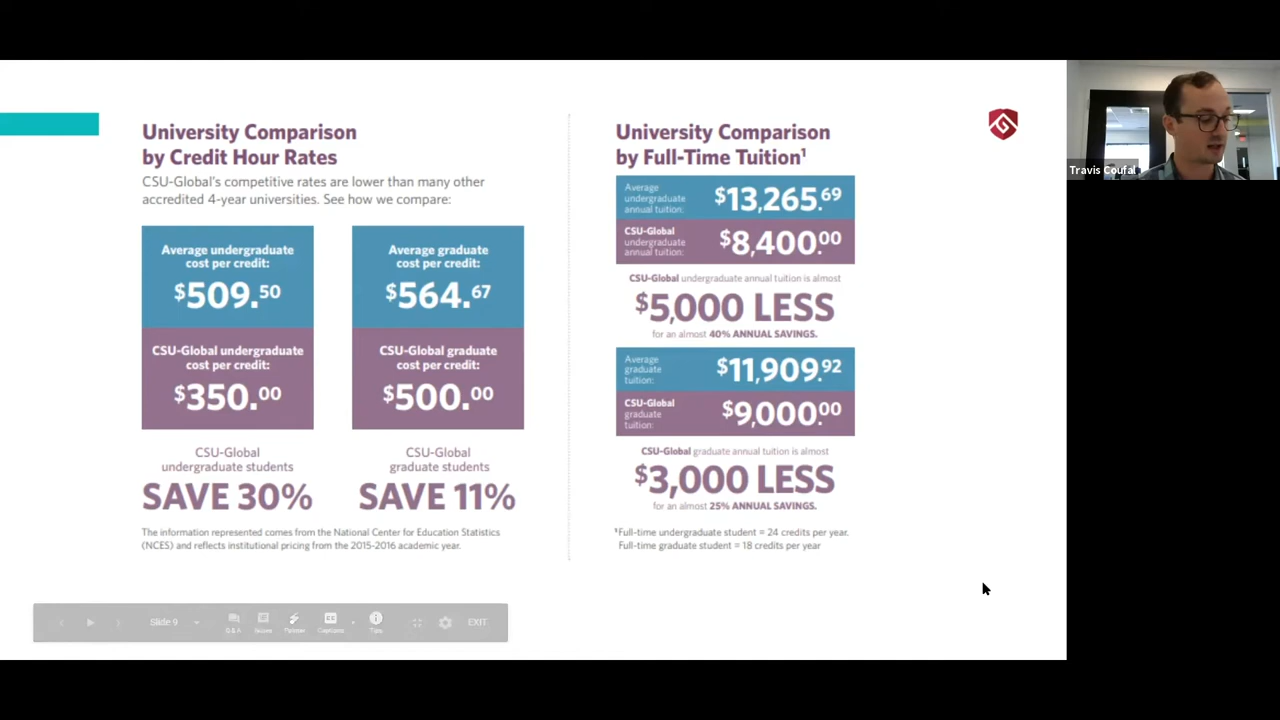 University Comparison
by Credit Hour Rates
CSU-Global's competitive rates are lower than many other
accredited 4-year universities. See how we compare:
Average undergraduate
cost per credit:
$509.50
CSU-Global undergraduate
cost per credit:
$350.00
CSU-Global
undergraduate students
SAVE 30%
Average graduate
cost per credit:
$564.67
CSU-Global graduate
cost per credit:
$500.00
CSU-Global
graduate students
SAVE 11%
The information represented comes from the National Center for Education Statistics
(NCES) and reflects institutional pricing from the 2015-2016 academic year.
University Comparison
by Full-Time Tuition¹
Average
undergraduate
annual tuition:
$13,265.69
CSU-Global
undergraduate
annual tuition:
$8,400.00
CSU-Global undergraduate annual tuition is almost
$5,000 LESS
for an almost 40% ANNUAL SAVINGS.
Average
graduate
tuition:
$11,909.92
CSU-Global
graduate
tuition:
$9,000.00
CSU-Global graduate annual tuition is almost
$3,000 LESS
for an almost 25% ANNUAL SAVINGS.
¹Full-time undergraduate student = 24 credits per year.
Full-time graduate student = 18 credits per year
Travis Coufal
Slide 9
Q&A
Notes
Pointer
Captions
Tips
EXIT